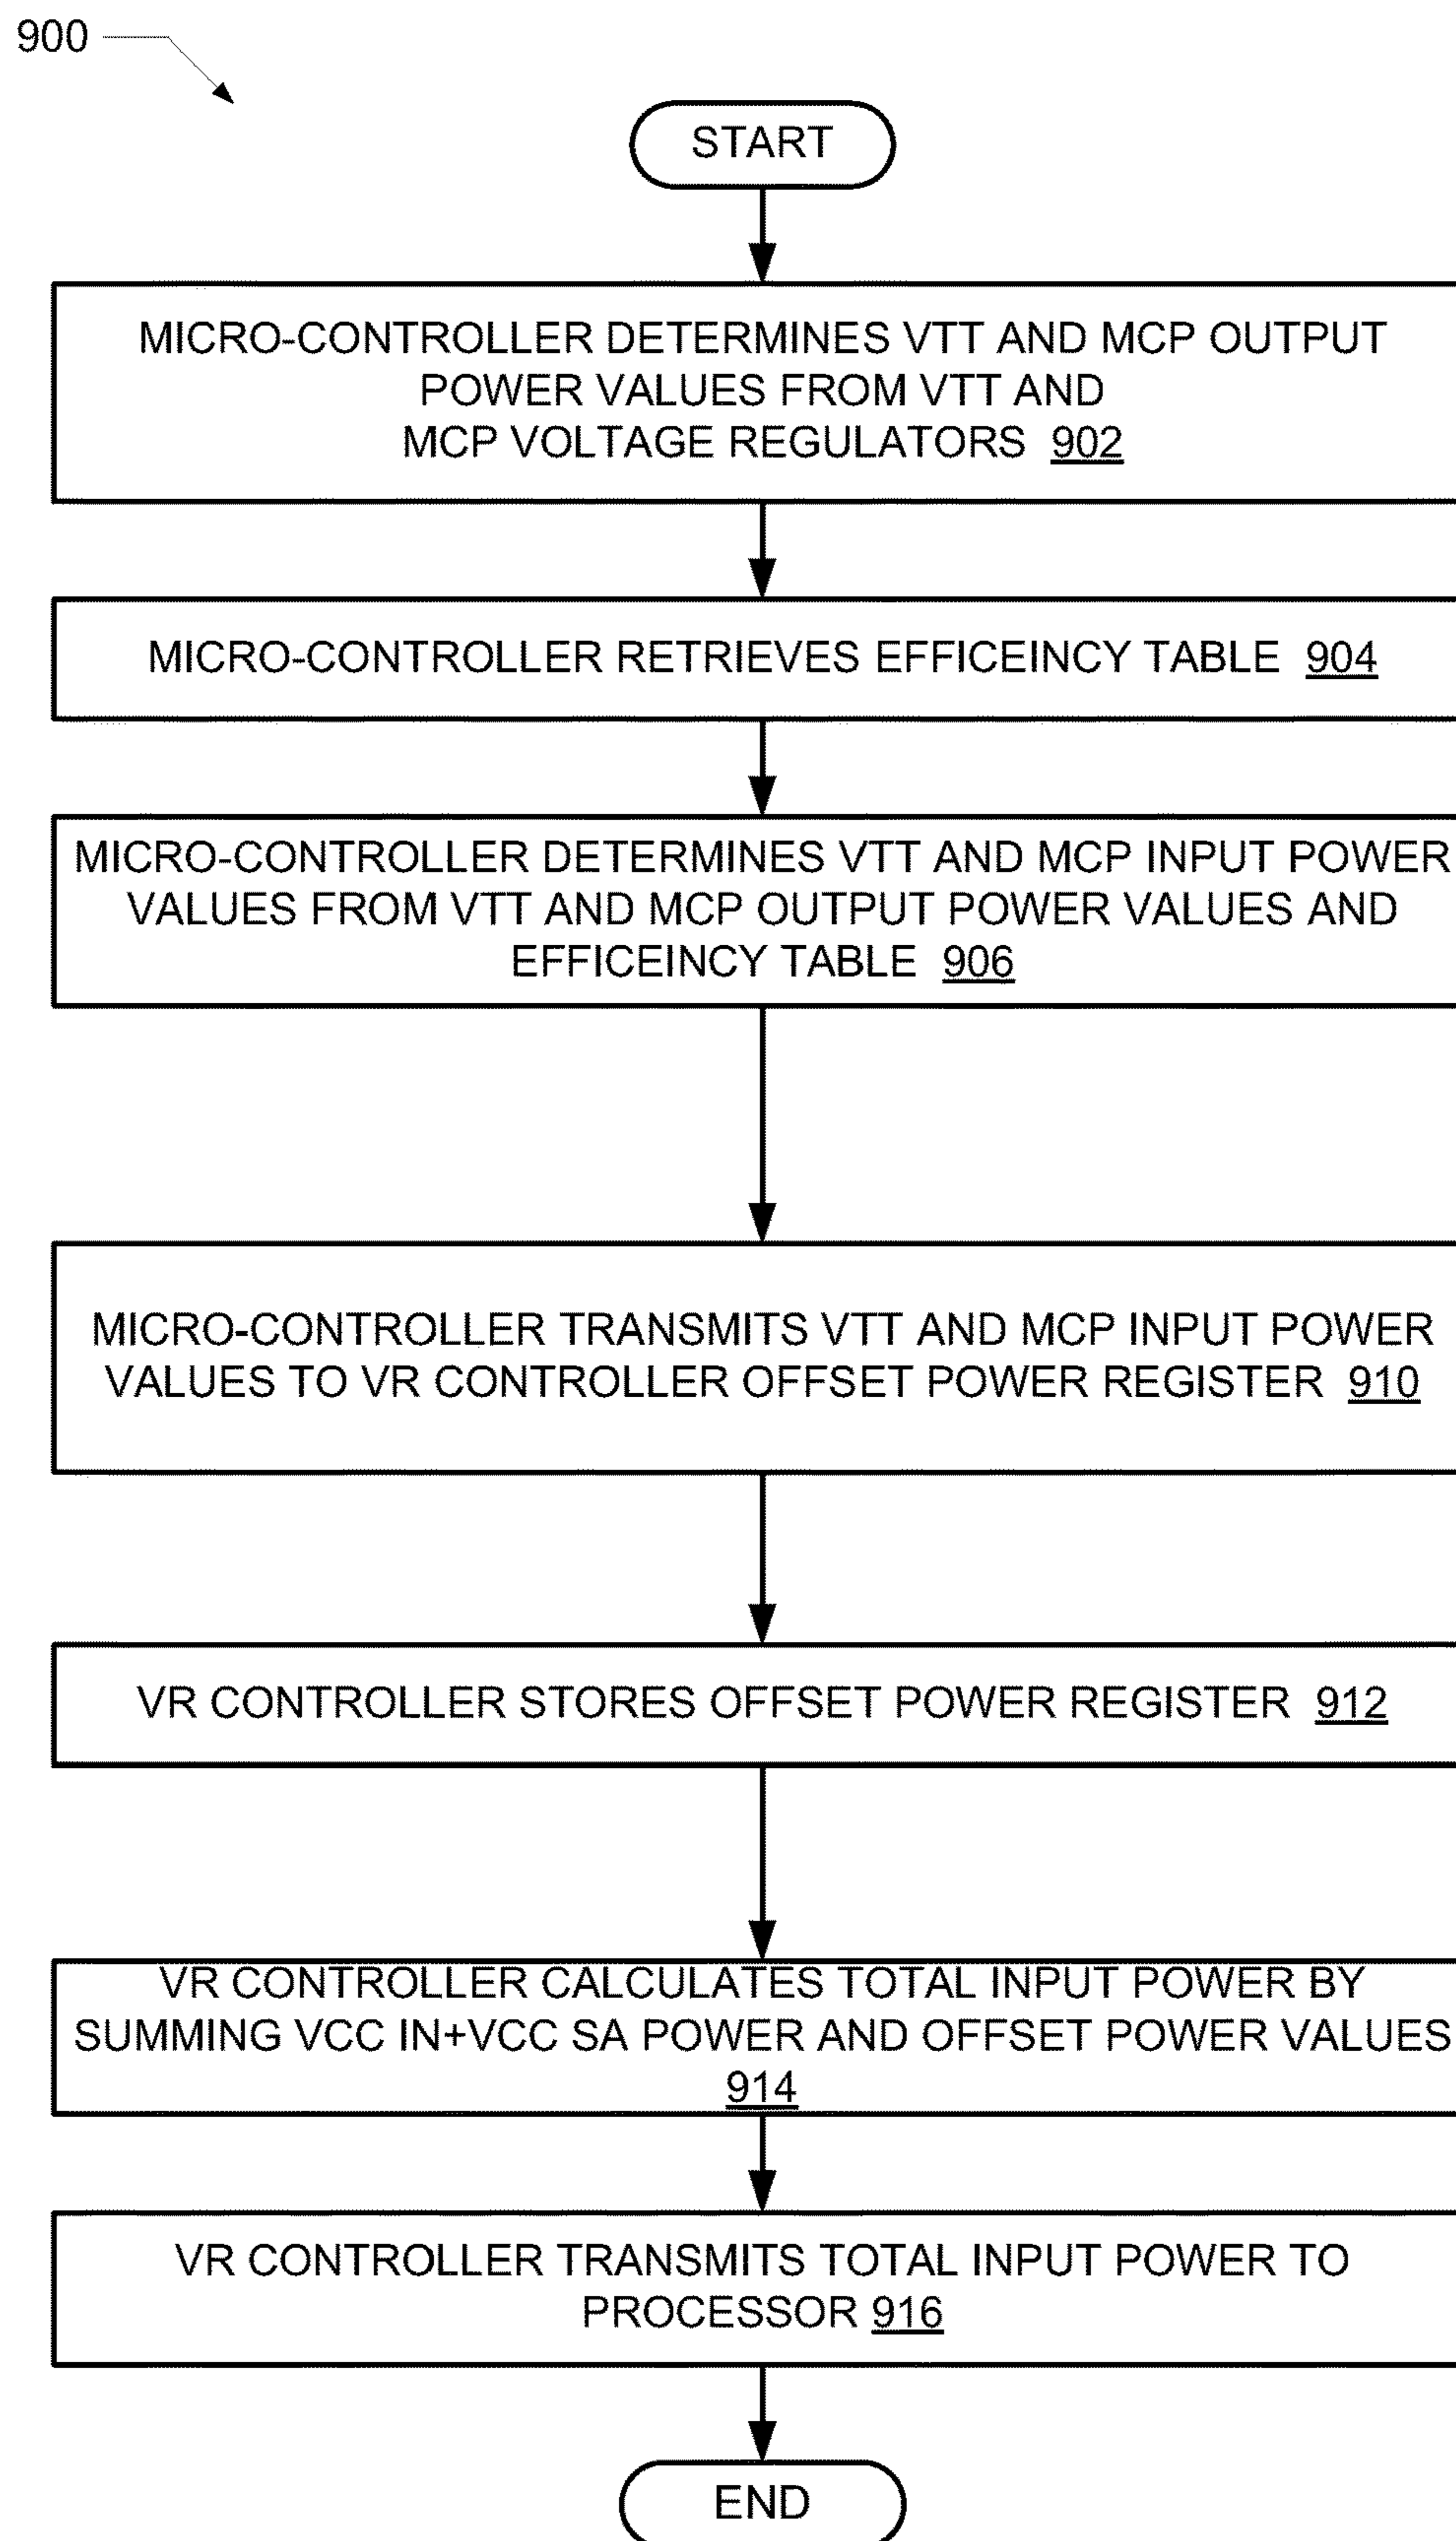 900
START
MICRO-CONTROLLER DETERMINES VTT AND MCP OUTPUT
POWER VALUES FROM VTT AND
MCP VOLTAGE REGULATORS 902
MICRO-CONTROLLER RETRIEVES EFFICEINCY TABLE 904
MICRO-CONTROLLER DETERMINES VTT AND MCP INPUT POWER
VALUES FROM VTT AND MCP OUTPUT POWER VALUES AND
EFFICEINCY TABLE 906
MICRO-CONTROLLER TRANSMITS VTT AND MCP INPUT POWER
VALUES TO VR CONTROLLER OFFSET POWER REGISTER 910
VR CONTROLLER STORES OFFSET POWER REGISTER 912
VR CONTROLLER CALCULATES TOTAL INPUT POWER BY
SUMMING VCC IN+VCC SA POWER AND OFFSET POWER VALUES
914
VR CONTROLLER TRANSMITS TOTAL INPUT POWER TO
PROCESSOR 916
END